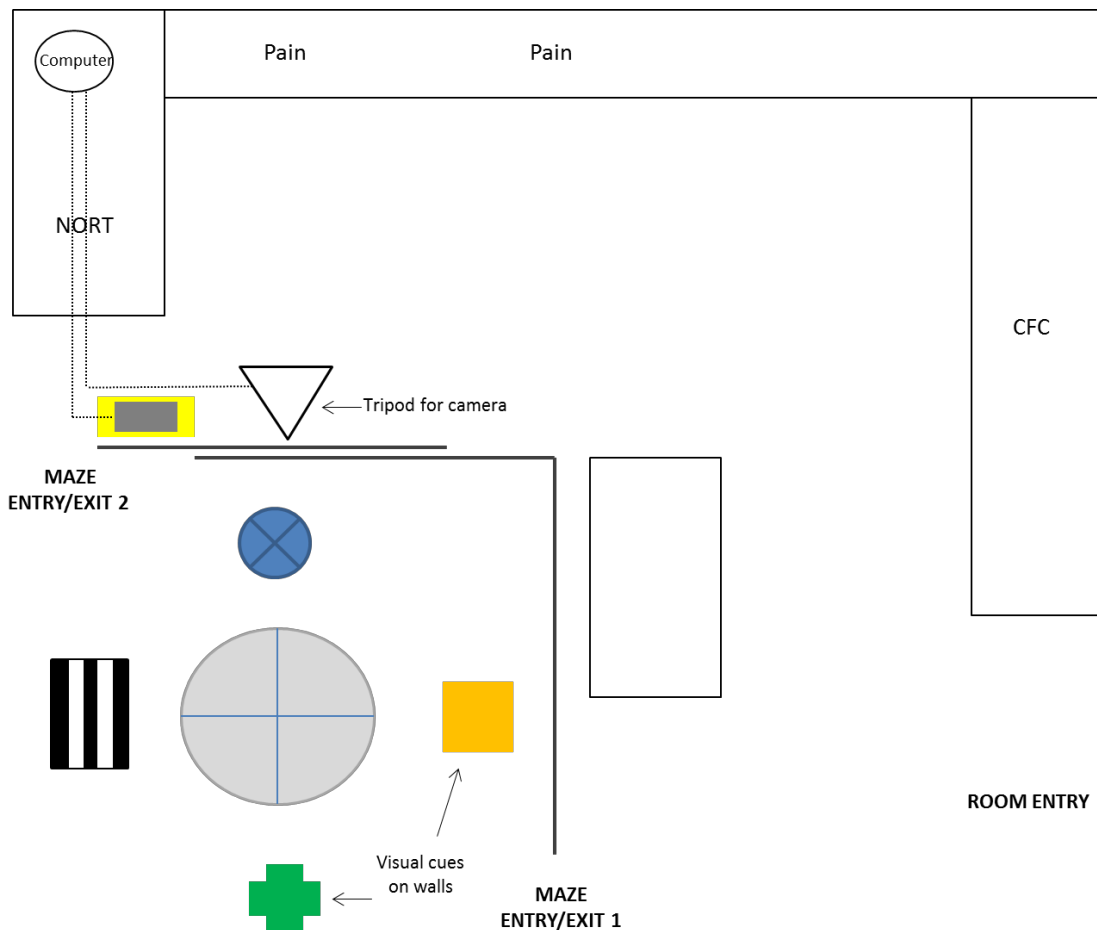 Computer
Pain
Pain
NORT
CFC
Tripod for camera
MAZE
ENTRY/EXIT 2
ROOM ENTRY
Visual cues
on walls
MAZE
ENTRY/EXIT 1